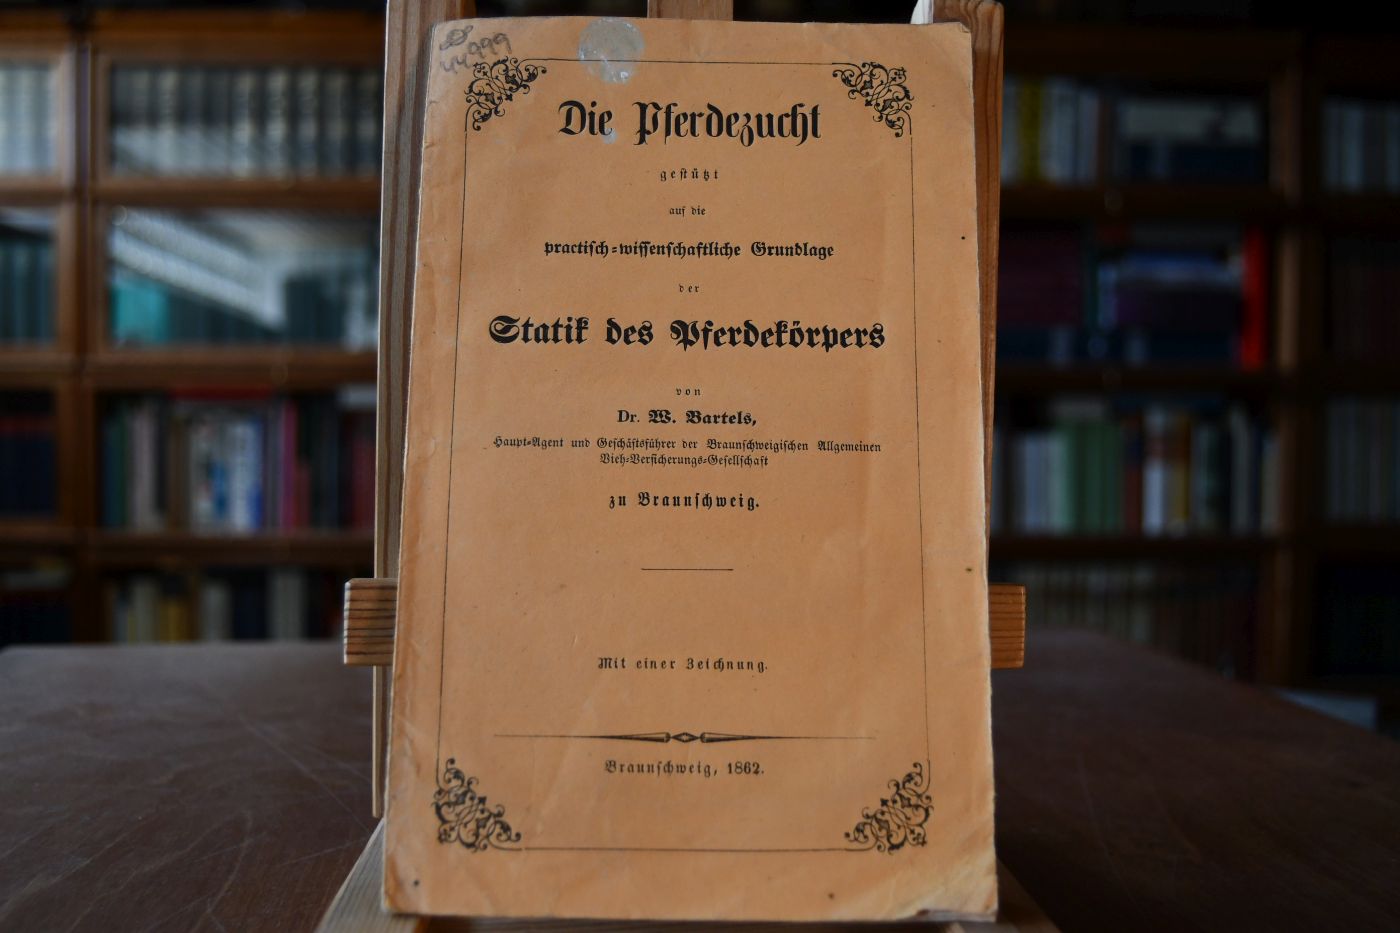 44999
Die Pferdezucht
gestützt
auf die
practisch-wissenschaftliche Grundlage
der
Statik des Pferdekörpers
von
Dr. W. Bartels,
Haupt-Agent und Geschäftsführer der Braunschweigischen Allgemeinen
Vieh-Versicherungs-Gesellschaft
zu Braunschweig.
Mit einer Zeichnung.
Braunschweig, 1862.